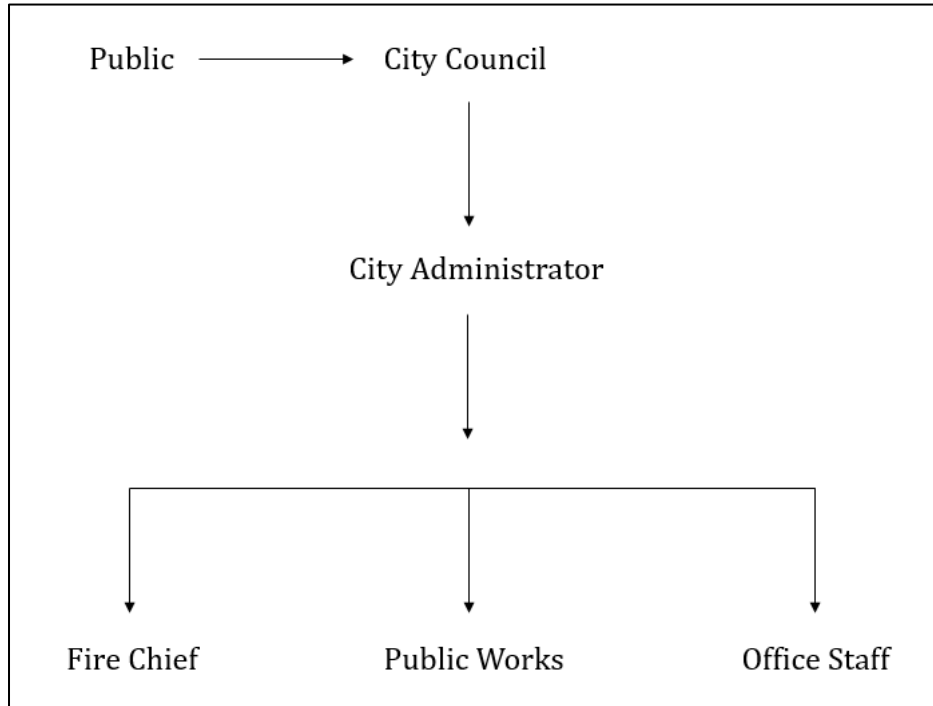 Public City Council
City Administrator
Fire Chief Public Works Office Staff